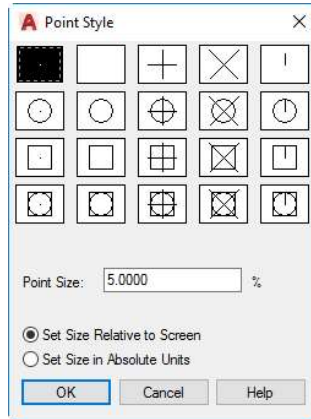 A Point Style
Point Size: 5.0000 %
Set Size Relative to Screen
Set Size in Absolute Units
OK Cancel Help